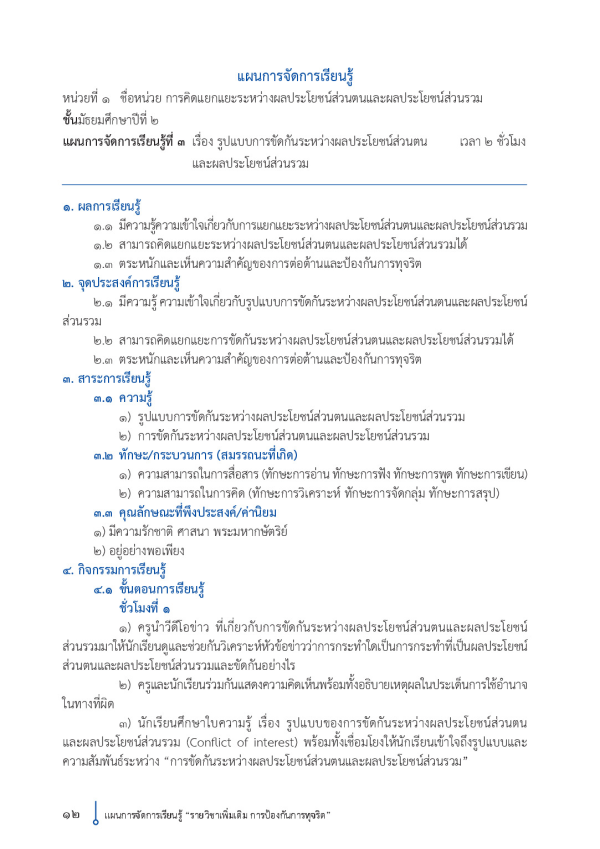 แผนการจัดการเรียนรู้
หน่วยที่ ๑ ชื่อหน่วย การคิดแยกแยะระหว่างผลประโยชน์ส่วนตนและผลประโยชน์ส่วนรวม
ชั้นมัธยมศึกษาปีที่ ๒
แผนการจัดการเรียนรู้ที่ ๓ เรื่อง รูปแบบการขัดกันระหว่างผลประโยชน์ส่วนตน เวลา ๒ ชั่วโมง
และผลประโยชน์ส่วนรวม
๑. ผลการเรียนรู้
๑.๑ มีความรู้ความเข้าใจเกี่ยวกับการแยกแยะระหว่างผลประโยชน์ส่วนตนและผลประโยชน์ส่วนรวม
๑.๒ สามารถคิดแยกแยะระหว่างผลประโยชน์ส่วนตนและผลประโยชน์ส่วนรวมได้
๑.๓ ตระหนักและเห็นความสำคัญของการต่อต้านและป้องกันการทุจริต
๒. จุดประสงค์การเรียนรู้
๒.๑ มีความรู้ ความเข้าใจเกี่ยวกับรูปแบบการขัดกันระหว่างผลประโยชน์ส่วนตนและผลประโยชน์
ส่วนรวม
๒.๒ สามารถคิดแยกแยะการขัดกันระหว่างผลประโยชน์ส่วนตนและผลประโยชน์ส่วนรวมได้
๒.๓ ตระหนักและเห็นความสำคัญของการต่อต้านและป้องกันการทุจริต
๓. สาระการเรียนรู้
๓.๑ ความรู้
๑) รูปแบบการขัดกันระหว่างผลประโยชน์ส่วนตนและผลประโยชน์ส่วนรวม
๒) การขัดกันระหว่างผลประโยชน์ส่วนตนและผลประโยชน์ส่วนรวม
๓.๒ ทักษะ/กระบวนการ (สมรรถนะที่เกิด)
๑) ความสามารถในการสื่อสาร (ทักษะการอ่าน ทักษะการฟัง ทักษะการพูด ทักษะการเขียน)
๒) ความสามารถในการคิด (ทักษะการวิเคราะห์ ทักษะการจัดกลุ่ม ทักษะการสรุป)
๓.๓ คุณลักษณะที่พึงประสงค์/ค่านิยม
๑) มีความรักชาติ ศาสนา พระมหากษัตริย์
๒) อยู่อย่างพอเพียง
๔. กิจกรรมการเรียนรู้
๔.๑ ขั้นตอนการเรียนรู้
ชั่วโมงที่ ๑
๑) ครูนำวีดีโอข่าว ที่เกี่ยวกับการขัดกันระหว่างผลประโยชน์ส่วนตนและผลประโยชน์
ส่วนรวมมาให้นักเรียนดูและช่วยกันวิเคราะห์หัวข้อข่าวว่าการกระทำใดเป็นการกระทำที่เป็นผลประโยชน์
ส่วนตนและผลประโยชน์ส่วนรวมและขัดกันอย่างไร
๒) ครูและนักเรียนร่วมกันแสดงความคิดเห็นพร้อมทั้งอธิบายเหตุผลในประเด็นการใช้อำนาจ
ในทางที่ผิด
๓) นักเรียนศึกษาใบความรู้ เรื่อง รูปแบบของการขัดกันระหว่างผลประโยชน์ส่วนตน
และผลประโยชน์ส่วนรวม (Conflict of interest) พร้อมทั้งเชื่อมโยงให้นักเรียนเข้าใจถึงรูปแบบและ
ความสัมพันธ์ระหว่าง “การขัดกันระหว่างผลประโยชน์ส่วนตนและผลประโยชน์ส่วนรวม”
๑๒ แผนการจัดการเรียนรู้ “รายวิชาเพิ่มเติม การป้องกันการทุจริต”